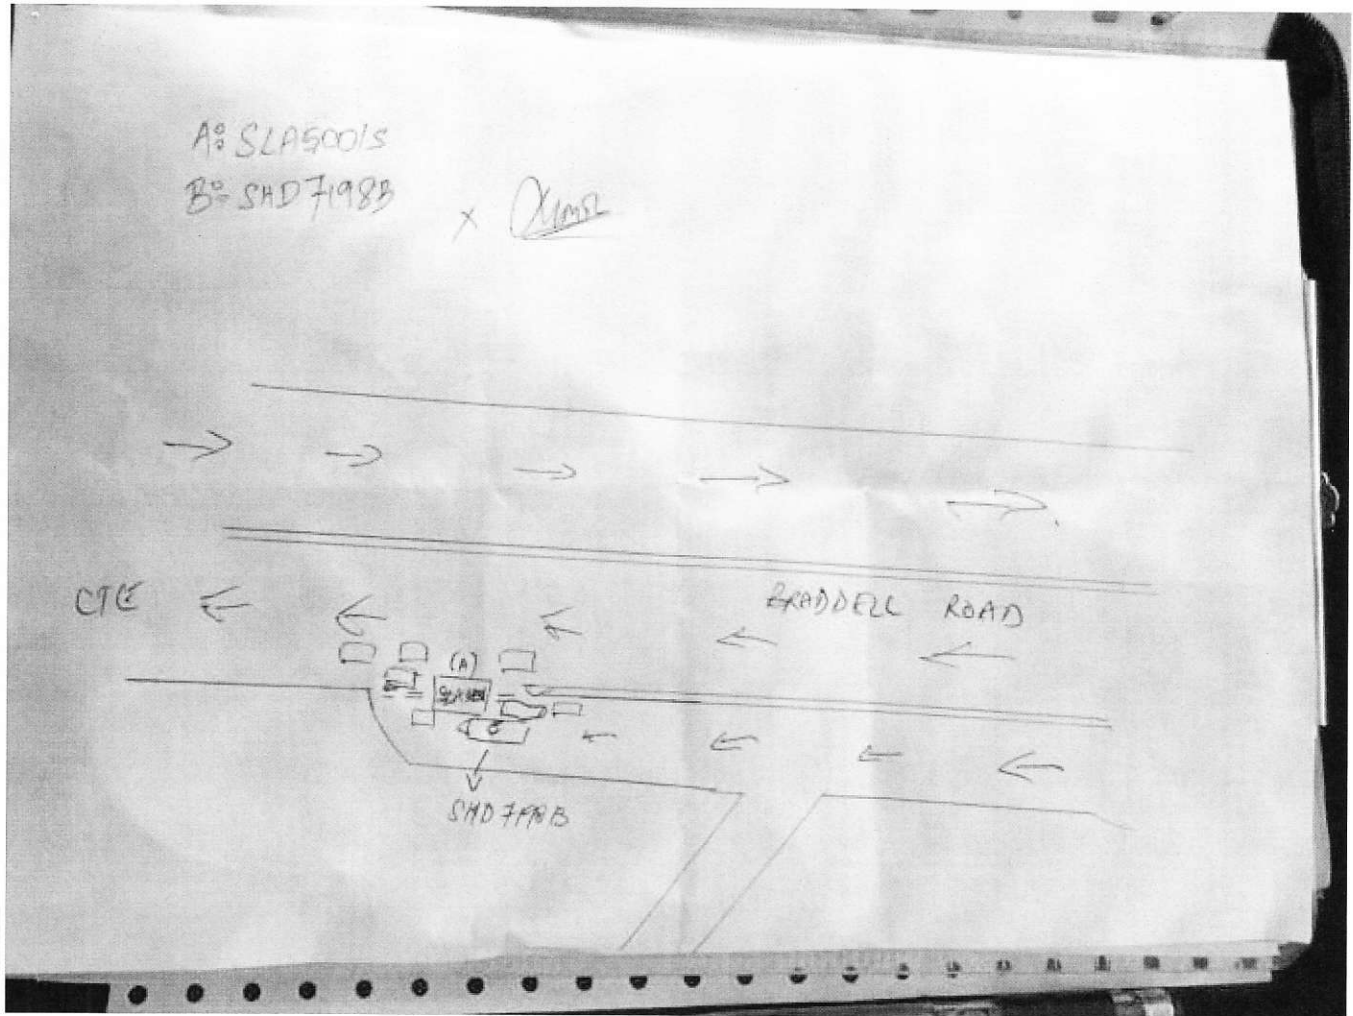 A: SLA5001S
B: SHD7198B
x
CTE
BRADDELL ROAD
(A)
B
SHD7198B